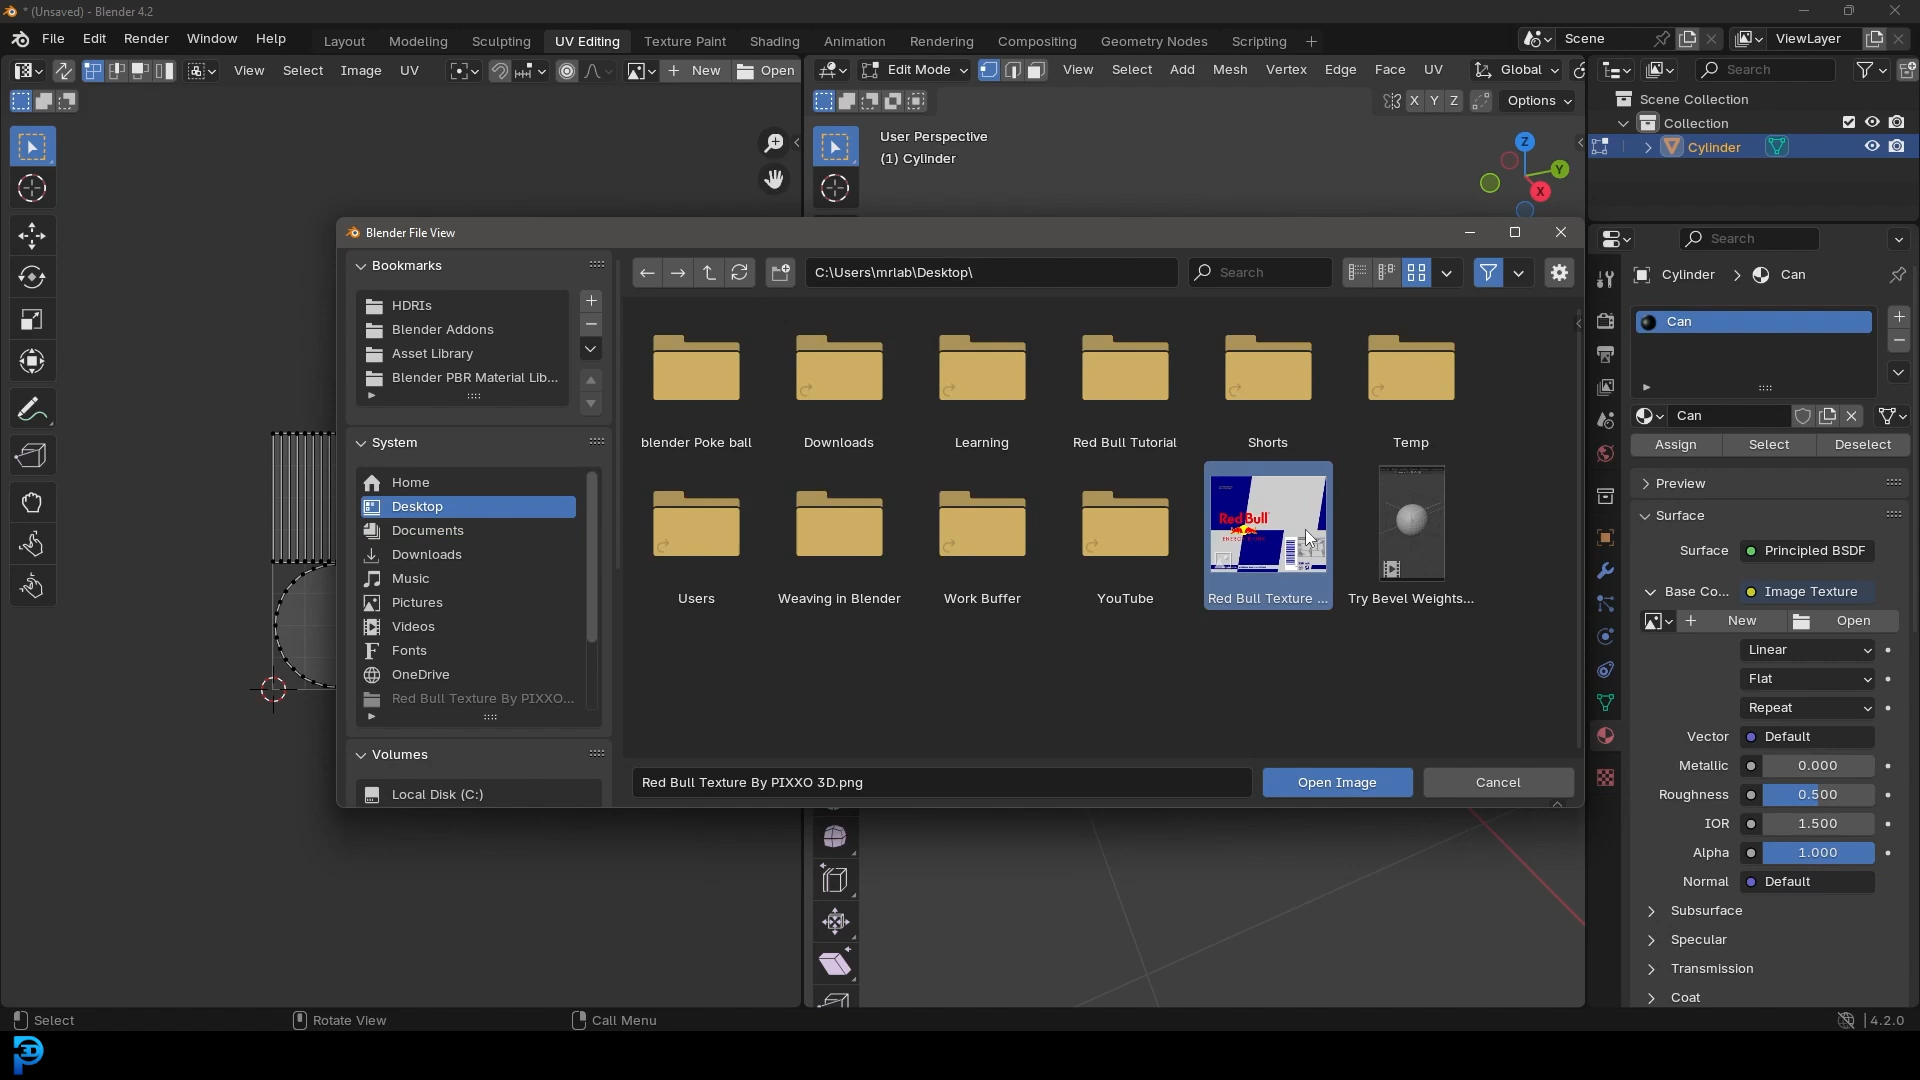 * (Unsaved) - Blender 4.2
File Edit Render Window Help Layout Modeling Sculpting UV Editing Texture Paint Shading Animation Rendering Compositing Geometry Nodes Scripting + Scene ViewLayer
View Select Image UV New Open
Edit Mode View Select Add Mesh Vertex Edge Face UV Global Search
X Y Z Options
Scene Collection
Collection
Cylinder
User Perspective
(1) Cylinder
Z
Y
X
Blender File View
Bookmarks
HDRIs
Blender Addons
Asset Library
Blender PBR Material Lib...
System
Home
Desktop
Documents
Downloads
Music
Pictures
Videos
Fonts
OneDrive
Red Bull Texture By PIXXO...
Volumes
Local Disk (C:)
C:\Users\mrlab\Desktop\
Search
blender Poke ball Downloads Learning Red Bull Tutorial Shorts Temp
Red Bull
Users Weaving in Blender Work Buffer YouTube Red Bull Texture ... Try Bevel Weights...
Red Bull Texture By PIXXO 3D.png
Open Image Cancel
Search
Cylinder > Can
Can
Can
Assign Select Deselect
Preview
Surface
Surface Principled BSDF
Base Co... Image Texture
New Open
Linear
Flat
Repeat
Vector Default
Metallic 0.000
Roughness 0.500
IOR 1.500
Alpha 1.000
Normal Default
Subsurface
Specular
Transmission
Coat
Select Rotate View Call Menu 4.2.0